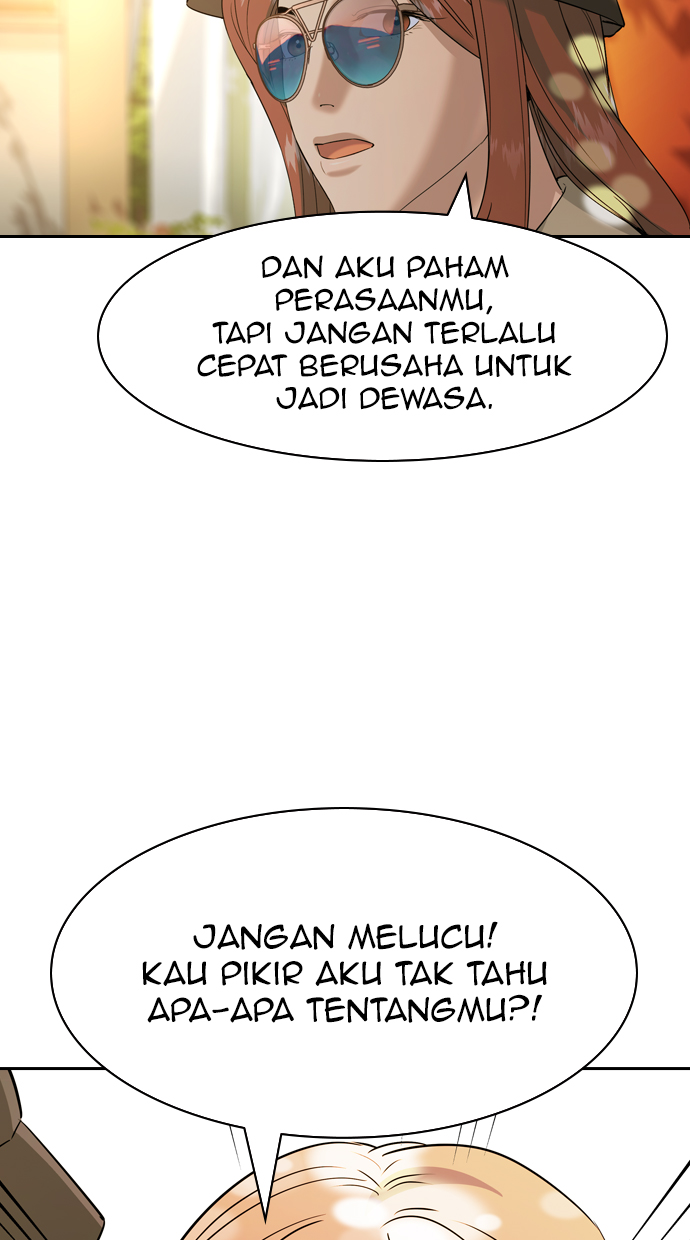 DAN AKU PAHAM
PERASAANMU,
TAPI JANGAN TERLALU
CEPAT BERUSAHA UNTUK
JADI DEWASA.
JANGAN MELUCU!
KAU PIKIR AKU TAK TAHU
APA-APA TENTANGMU?!